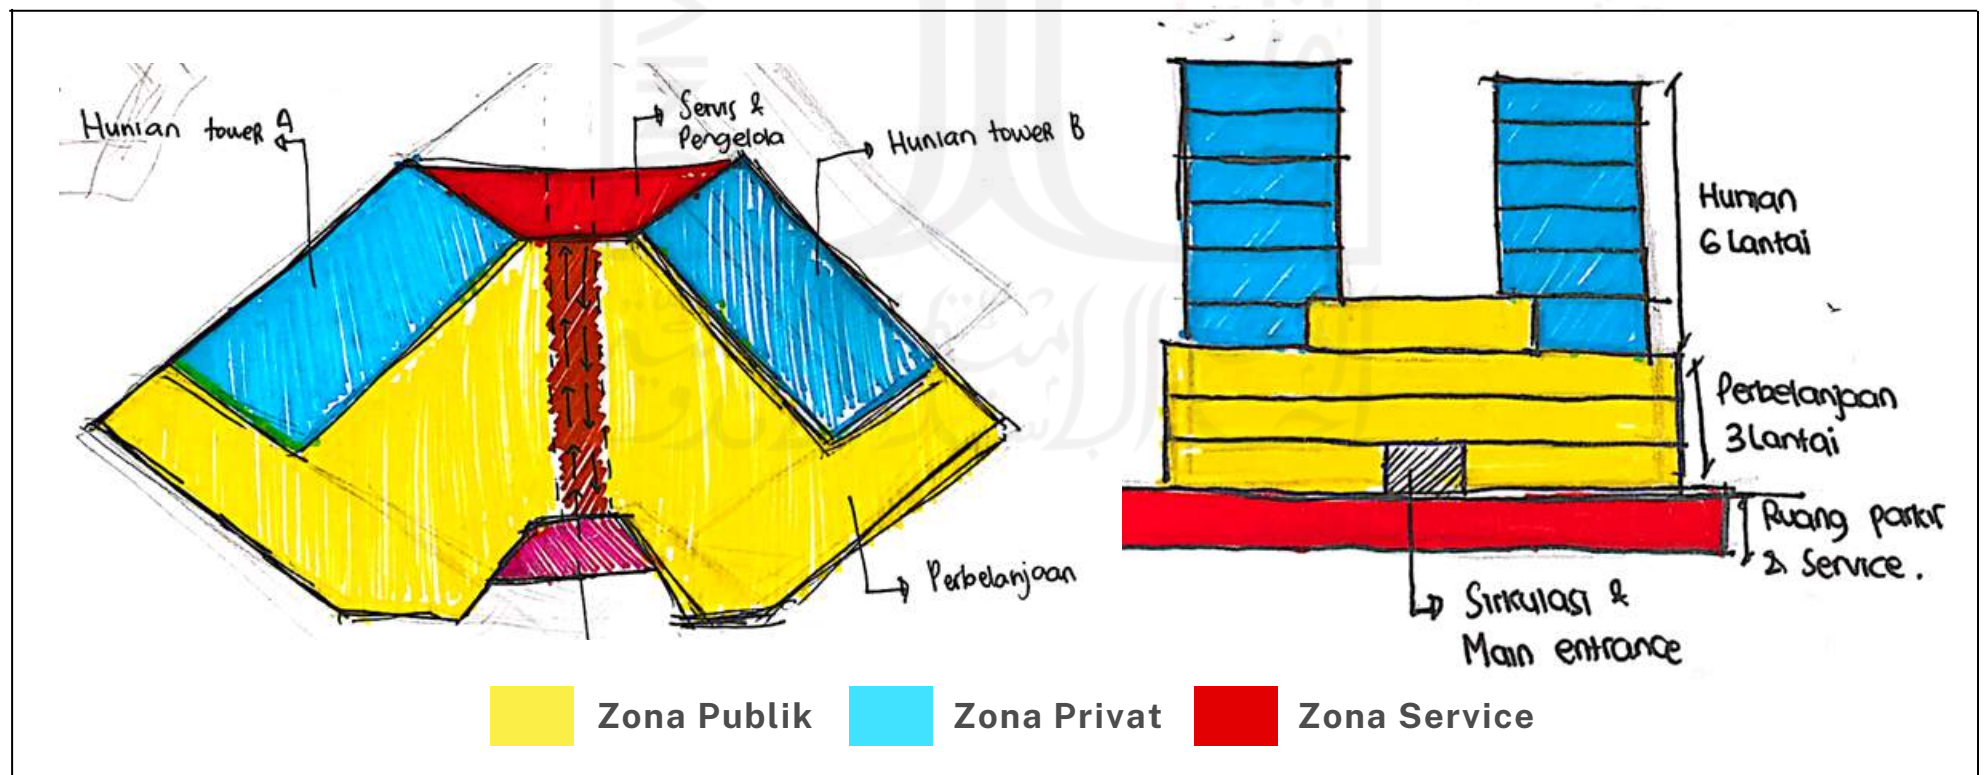 Hunian tower A
Servis &
Pengelola
Hunian tower B
Perbelanjaan
Hunian
6 Lantai
Perbelanjaan
3 Lantai
Ruang parkir
& Service.
Sirkulasi &
Main entrance
Zona Publik
Zona Privat
Zona Service